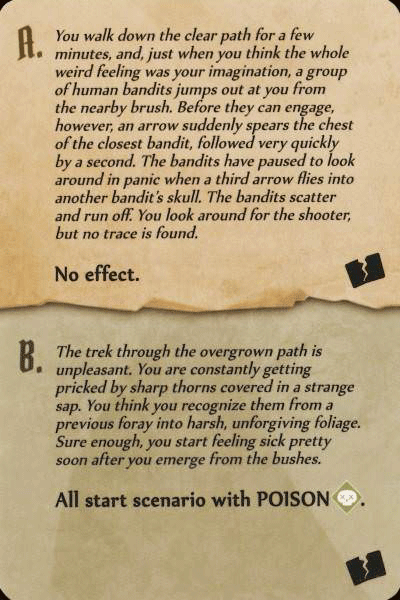 A. You walk down the clear path for a few
minutes, and, just when you think the whole
weird feeling was your imagination, a group
of human bandits jumps out at you from
the nearby brush. Before they can engage,
however, an arrow suddenly spears the chest
of the closest bandit, followed very quickly
by a second. The bandits have paused to look
around in panic when a third arrow flies into
another bandit's skull. The bandits scatter
and run off. You look around for the shooter,
but no trace is found.
No effect.
B. The trek through the overgrown path is
unpleasant. You are constantly getting
pricked by sharp thorns covered in a strange
sap. You think you recognize them from a
previous foray into harsh, unforgiving foliage.
Sure enough, you start feeling sick pretty
soon after you emerge from the bushes.
All start scenario with POISON.